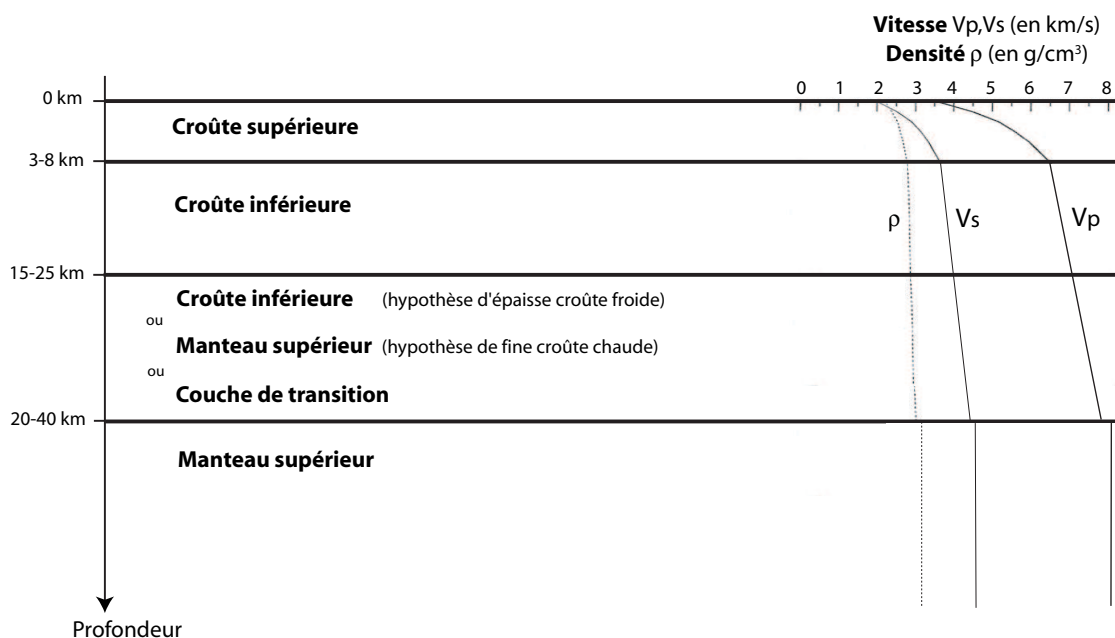 Vitesse Vp,Vs (en km/s)
Densité ρ (en g/cm³)
0 1 2 3 4 5 6 7 8
0 km
Croûte supérieure
3-8 km
Croûte inférieure
ρ Vs Vp
15-25 km
Croûte inférieure (hypothèse d'épaisse croûte froide)
ou
Manteau supérieur (hypothèse de fine croûte chaude)
ou
Couche de transition
20-40 km
Manteau supérieur
Profondeur